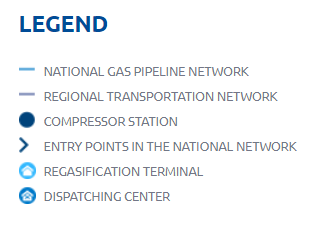 LEGEND
NATIONAL GAS PIPELINE NETWORK
REGIONAL TRANSPORTATION NETWORK
COMPRESSOR STATION
ENTRY POINTS IN THE NATIONAL NETWORK
REGASIFICATION TERMINAL
DISPATCHING CENTER